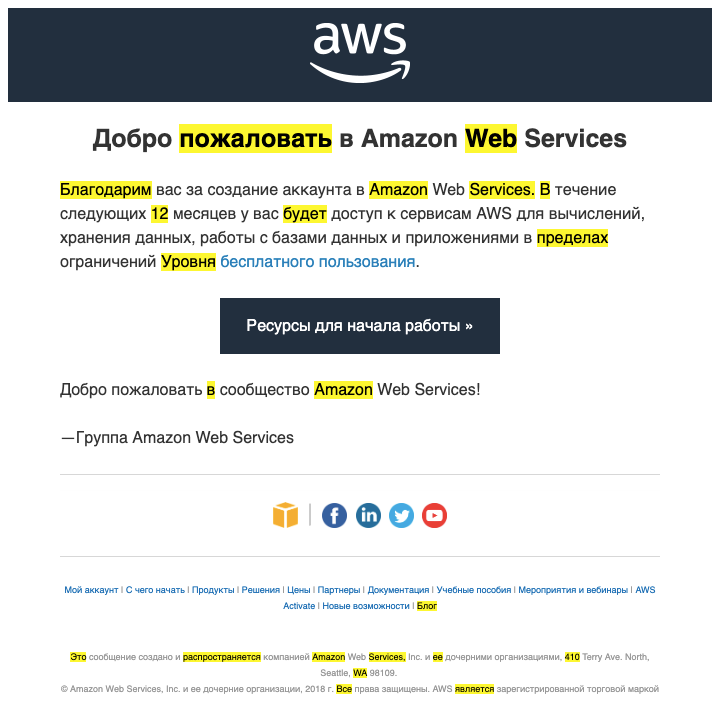 aws
Добро пожаловать в Amazon Web Services
Благодарим вас за создание аккаунта в Amazon Web Services. В течение
следующих 12 месяцев у вас будет доступ к сервисам AWS для вычислений,
хранения данных, работы с базами данных и приложениями в пределах
ограничений Уровня бесплатного пользования.
Ресурсы для начала работы »
Добро пожаловать в сообщество Amazon Web Services!
—Группа Amazon Web Services
Мой аккаунт | С чего начать | Продукты | Решения | Цены | Партнеры | Документация | Учебные пособия | Мероприятия и вебинары | AWS
Activate | Новые возможности | Блог
Это сообщение создано и распространяется компанией Amazon Web Services, Inc. и ее дочерними организациями, 410 Terry Ave. North,
Seattle, WA 98109.
© Amazon Web Services, Inc. и ее дочерние организации, 2018 г. Все права защищены. AWS является зарегистрированной торговой маркой